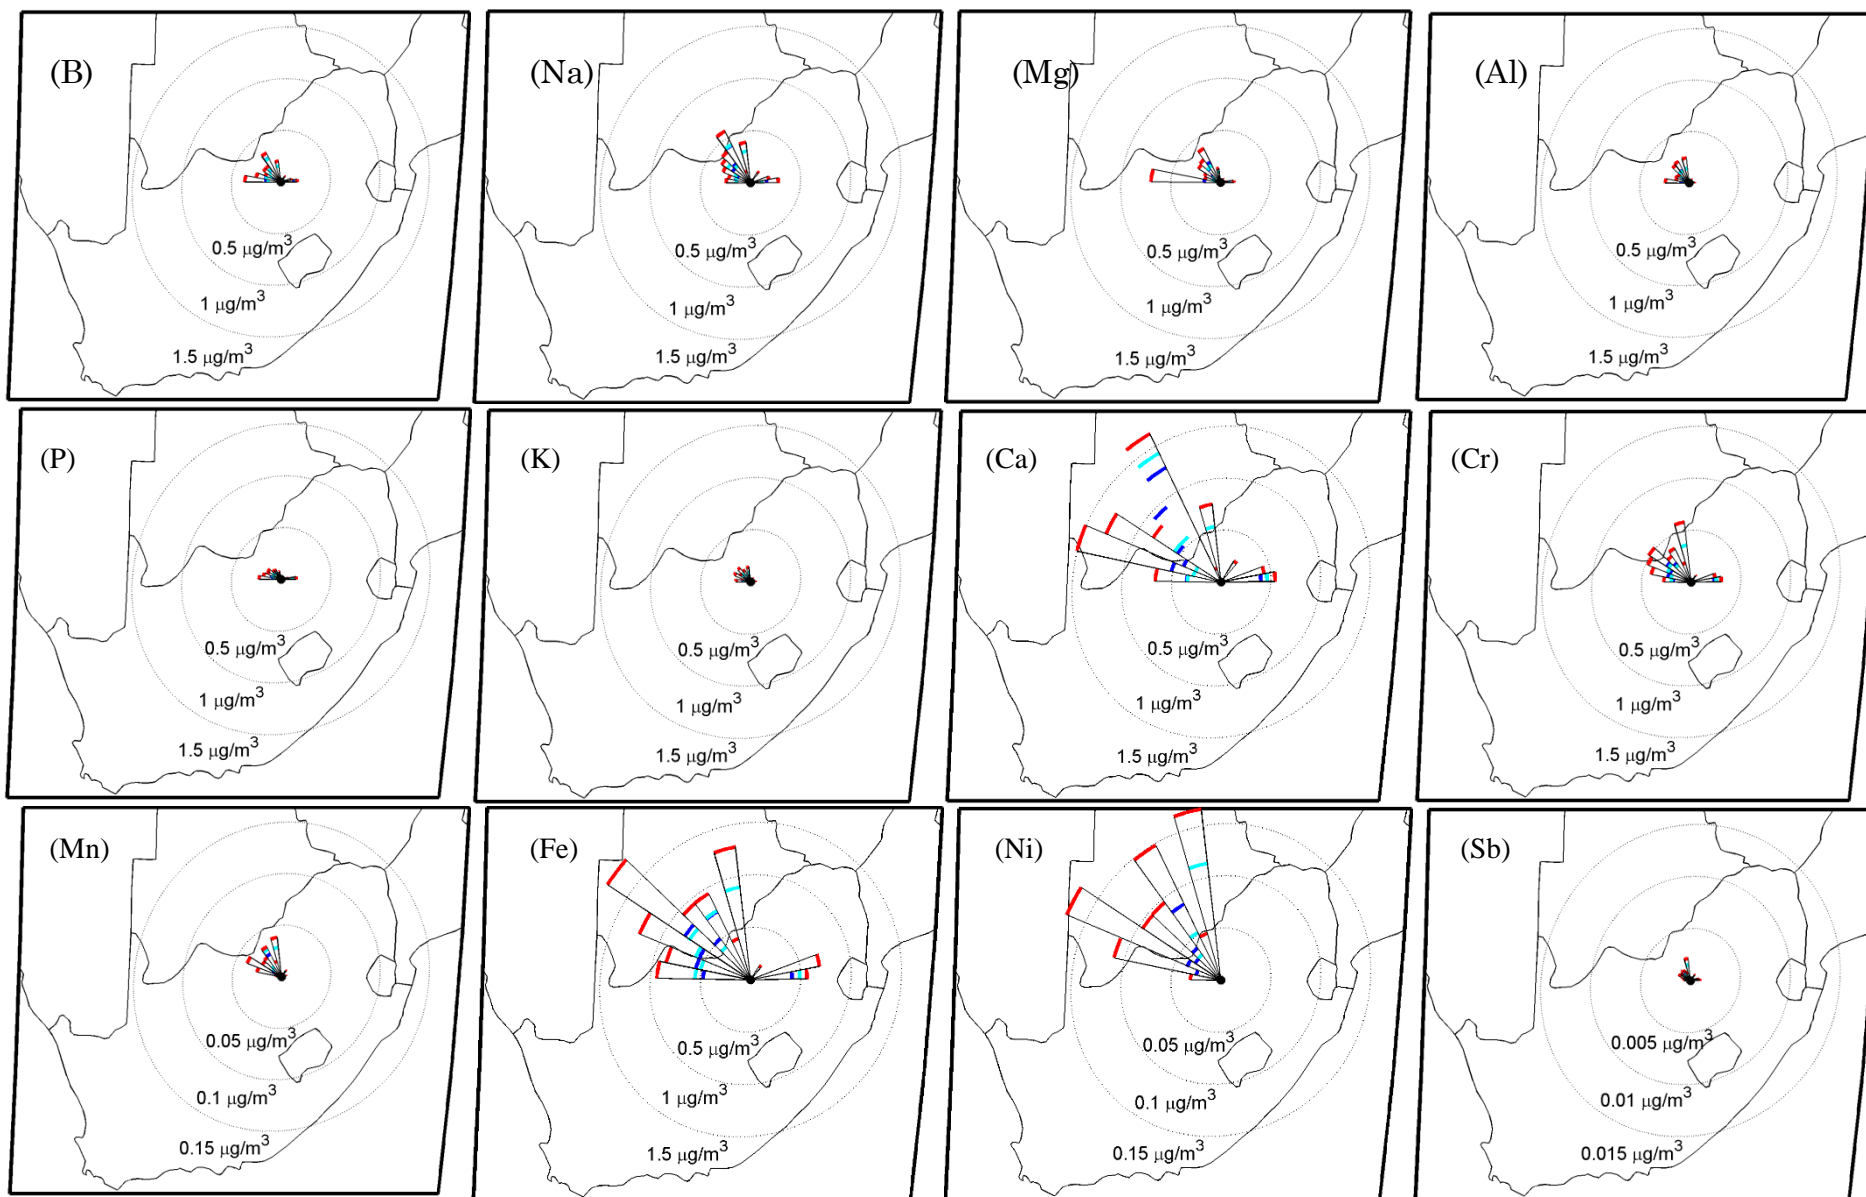 (B)
0.5 µg/m³
1 µg/m³
1.5 µg/m³
(Na)
0.5 µg/m³
1 µg/m³
1.5 µg/m³
(Mg)
0.5 µg/m³
1 µg/m³
1.5 µg/m³
(Al)
0.5 µg/m³
1 µg/m³
1.5 µg/m³
(P)
0.5 µg/m³
1 µg/m³
1.5 µg/m³
(K)
0.5 µg/m³
1 µg/m³
1.5 µg/m³
(Ca)
0.5 µg/m³
1 µg/m³
1.5 µg/m³
(Cr)
0.5 µg/m³
1 µg/m³
1.5 µg/m³
(Mn)
0.05 µg/m³
0.1 µg/m³
0.15 µg/m³
(Fe)
0.5 µg/m³
1 µg/m³
1.5 µg/m³
(Ni)
0.05 µg/m³
0.1 µg/m³
0.15 µg/m³
(Sb)
0.005 µg/m³
0.01 µg/m³
0.015 µg/m³